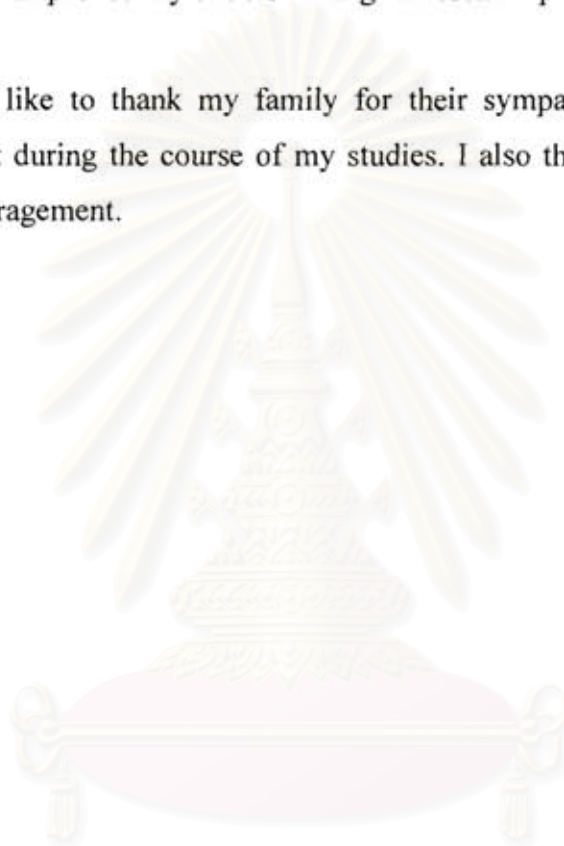 like to thank my family for their sympa
during the course of my studies. I also th
ragement.